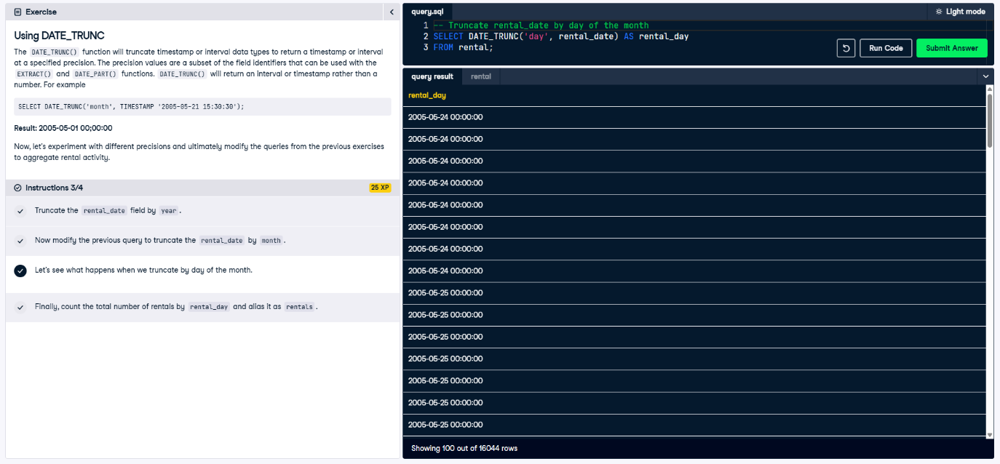 Exercise
Using DATE_TRUNC
The DATE_TRUNC() function will truncate timestamp or interval data types to return a timestamp or interval
at a specified precision. The precision values are a subset of the field identifiers that can be used with the
EXTRACT() and DATE_PART() functions. DATE_TRUNC() will return an interval or timestamp rather than a
number. For example
SELECT DATE_TRUNC('month', TIMESTAMP '2005-05-21 15:30:30');
Result: 2005-05-01 00;00:00
Now, let's experiment with different precisions and ultimately modify the queries from the previous exercises
to aggregate rental activity.
Instructions 3/4
25 XP
Truncate the rental_date field by year.
Now modify the previous query to truncate the rental_date by month.
Let's see what happens when we truncate by day of the month.
Finally, count the total number of rentals by rental_day and alias it as rentals.
query.sql
Light mode
1 -- Truncate rental_date by day of the month
2 SELECT DATE_TRUNC('day', rental_date) AS rental_day
3 FROM rental;
Run Code
Submit Answer
query result
rental
rental_day
2005-05-24 00:00:00
2005-05-24 00:00:00
2005-05-24 00:00:00
2005-05-24 00:00:00
2005-05-24 00:00:00
2005-05-24 00:00:00
2005-05-24 00:00:00
2005-05-24 00:00:00
2005-05-25 00:00:00
2005-05-25 00:00:00
2005-05-25 00:00:00
2005-05-25 00:00:00
2005-05-25 00:00:00
2005-05-25 00:00:00
2005-05-25 00:00:00
Showing 100 out of 16044 rows